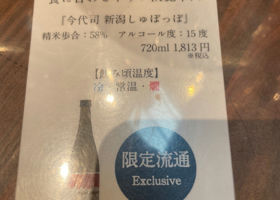 『今代司 新潟しゅぽっぽ』
精米歩合：58% アルコール度：15度
720ml 1,813円
※税込
【飲み頃温度】
冷 常温・燗
限定流通
Exclusive